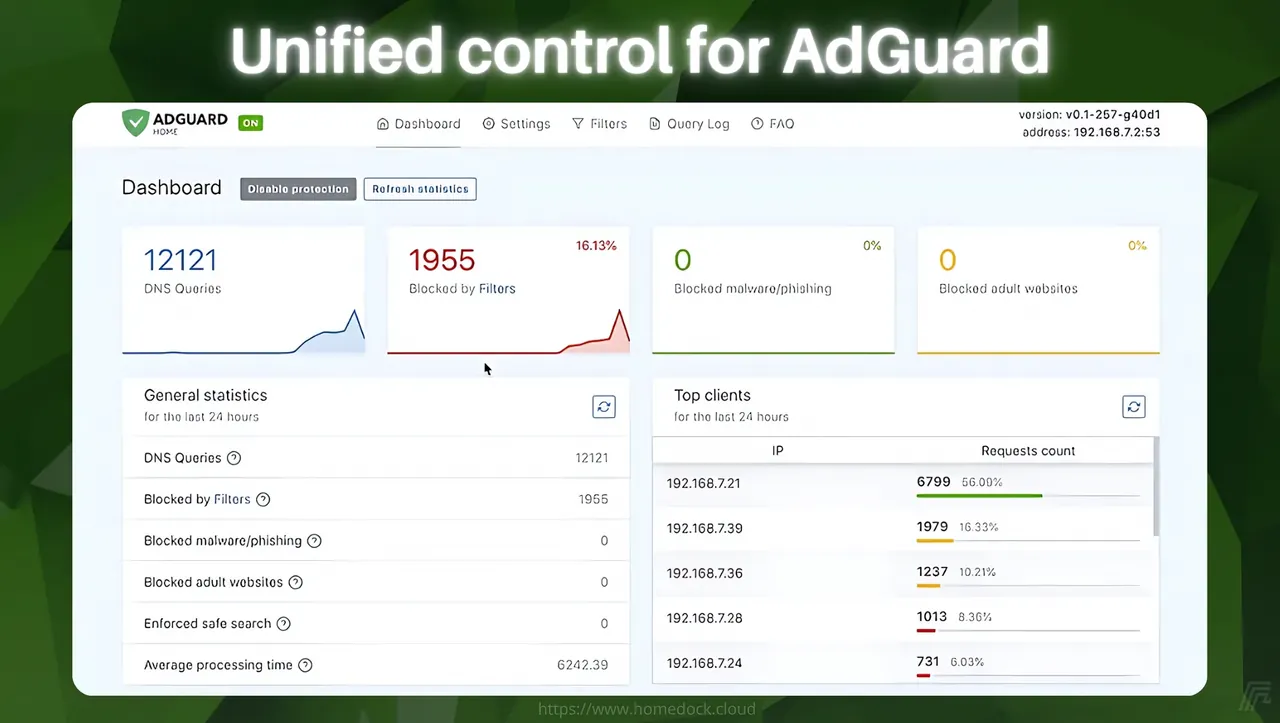 Unified control for AdGuard
ADGUARD
HOME
ON
Dashboard
Settings
Filters
Query Log
FAQ
version: v0.1-257-g40d1
address: 192.168.7.2:53
Dashboard
Disable protection
Refresh statistics
12121
DNS Queries
1955
16.13%
Blocked by Filters
0
0%
Blocked malware/phishing
0
0%
Blocked adult websites
General statistics
for the last 24 hours
DNS Queries ? 12121
Blocked by Filters ? 1955
Blocked malware/phishing ? 0
Blocked adult websites ? 0
Enforced safe search ? 0
Average processing time ? 6242.39
Top clients
for the last 24 hours
IP Requests count
192.168.7.21 6799 56.09%
192.168.7.39 1979 16.33%
192.168.7.36 1237 10.21%
192.168.7.28 1013 8.36%
192.168.7.24 731 6.03%
https://www.homedock.cloud